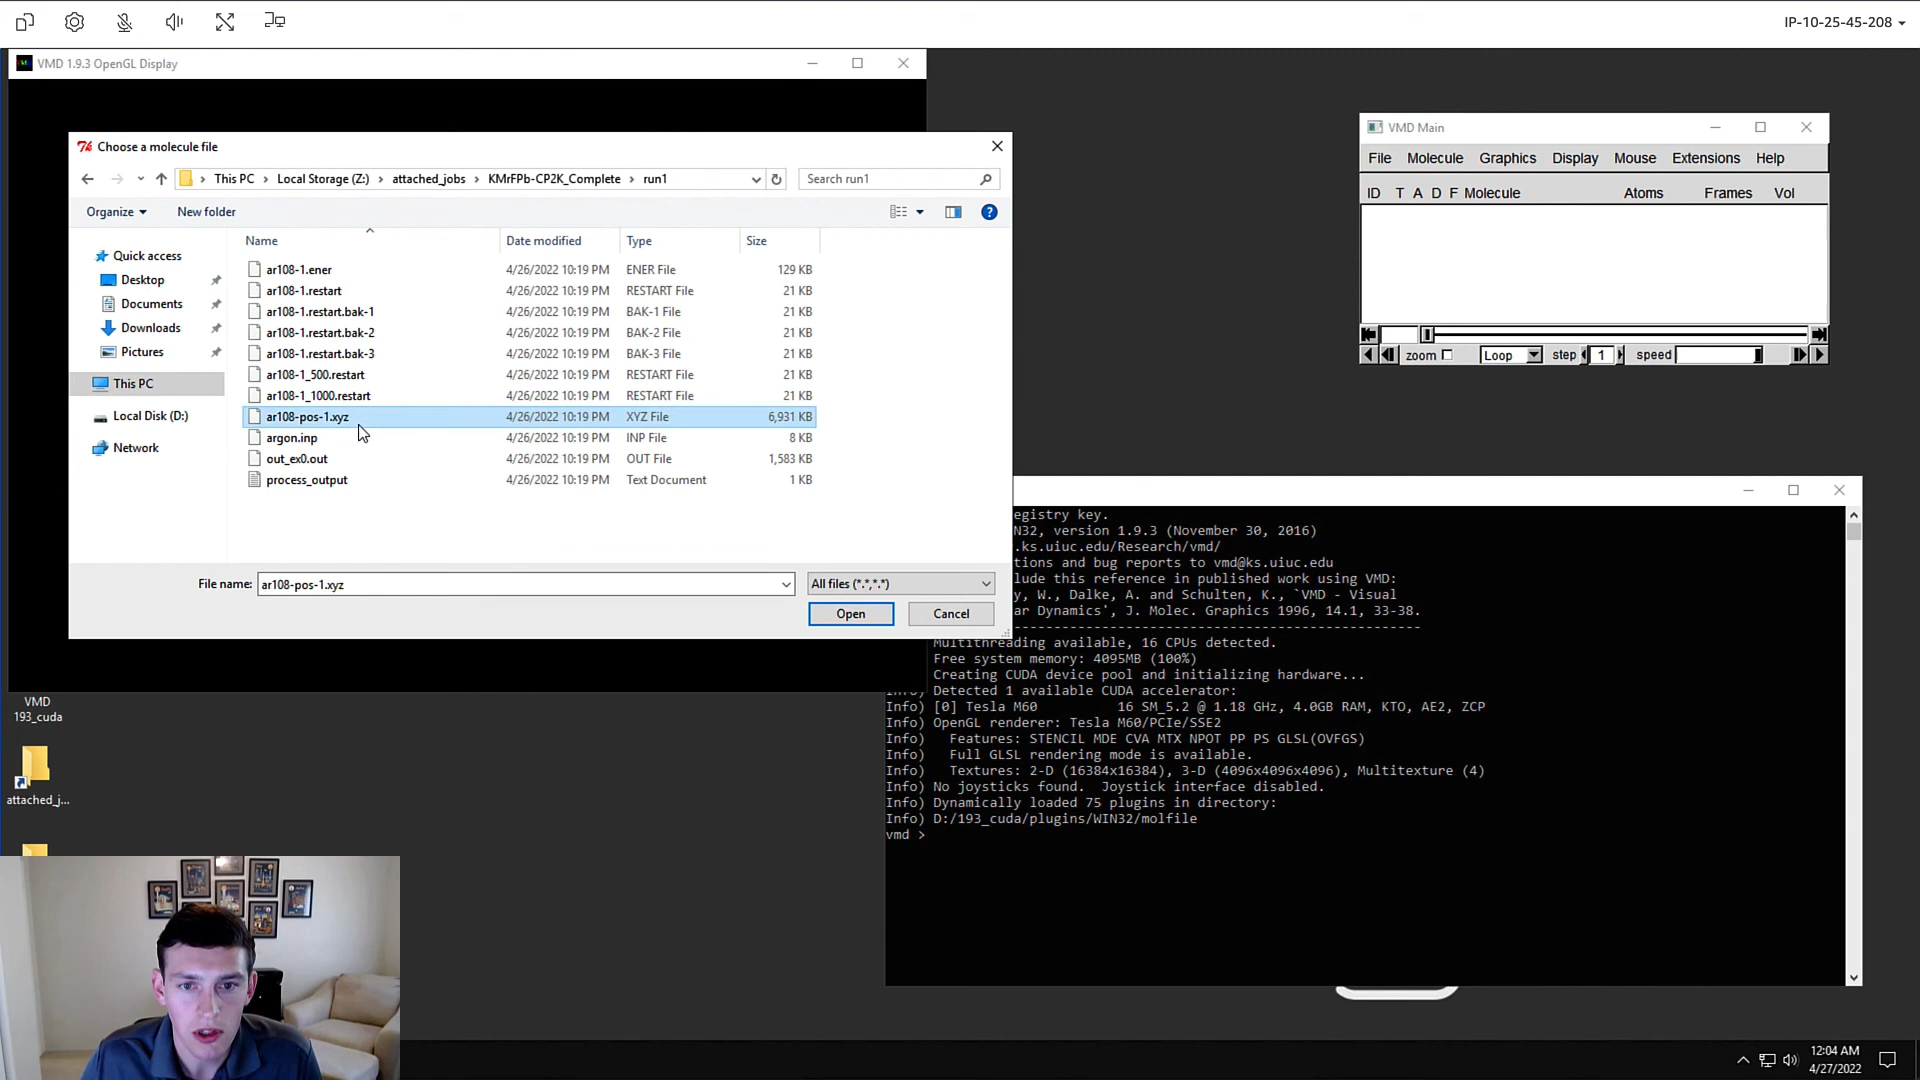 IP-10-25-45-208
VMD 1.9.3 OpenGL Display
Choose a molecule file
This PC
Local Storage (Z:)
attached_jobs
KMrFPb-CP2K_Complete
run1
Search run1
Organize
New folder
Quick access
Desktop
Documents
Downloads
Pictures
This PC
Local Disk (D:)
Network
Name Date modified Type Size
ar108-1.ener 4/26/2022 10:19 PM ENER File 129 KB
ar108-1.restart 4/26/2022 10:19 PM RESTART File 21 KB
ar108-1.restart.bak-1 4/26/2022 10:19 PM BAK-1 File 21 KB
ar108-1.restart.bak-2 4/26/2022 10:19 PM BAK-2 File 21 KB
ar108-1.restart.bak-3 4/26/2022 10:19 PM BAK-3 File 21 KB
ar108-1_500.restart 4/26/2022 10:19 PM RESTART File 21 KB
ar108-1_1000.restart 4/26/2022 10:19 PM RESTART File 21 KB
ar108-pos-1.xyz 4/26/2022 10:19 PM XYZ File 6,931 KB
argon.inp 4/26/2022 10:19 PM INP File 8 KB
out_ex0.out 4/26/2022 10:19 PM OUT File 1,583 KB
process_output 4/26/2022 10:19 PM Text Document 1 KB
File name: ar108-pos-1.xyz
All files (*.*,*.*)
Open
Cancel
VMD Main
File Molecule Graphics Display Mouse Extensions Help
ID T A D F Molecule Atoms Frames Vol
zoom Loop step 1 speed
egistry key.
N32, version 1.9.3 (November 30, 2016)
.ks.uiuc.edu/Research/vmd/
tions and bug reports to vmd@ks.uiuc.edu
lude this reference in published work using VMD:
y, W., Dalke, A. and Schulten, K., `VMD - Visual
ar Dynamics', J. Molec. Graphics 1996, 14.1, 33-38.
-------------------------------------------------
Multithreading available, 16 CPUs detected.
Free system memory: 4095MB (100%)
Creating CUDA device pool and initializing hardware...
Info) Detected 1 available CUDA accelerator:
Info) [0] Tesla M60 16 SM_5.2 @ 1.18 GHz, 4.0GB RAM, KTO, AE2, ZCP
Info) OpenGL renderer: Tesla M60/PCIe/SSE2
Info) Features: STENCIL MDE CVA MTX NPOT PP PS GLSL(OVFGS)
Info) Full GLSL rendering mode is available.
Info) Textures: 2-D (16384x16384), 3-D (4096x4096x4096), Multitexture (4)
Info) No joysticks found. Joystick interface disabled.
Info) Dynamically loaded 75 plugins in directory:
Info) D:/193_cuda/plugins/WIN32/molfile
vmd >
VMD
193_cuda
attached_j...
12:04 AM
4/27/2022